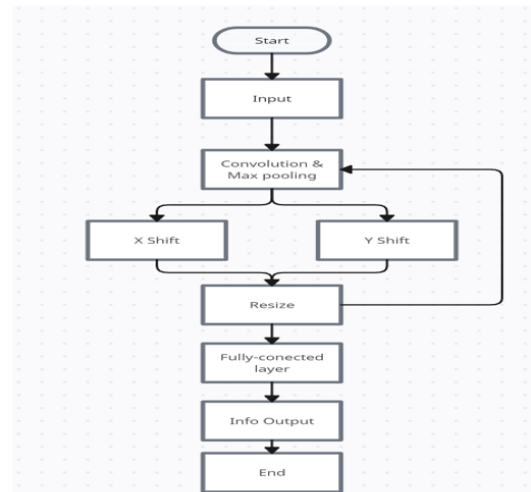 Start
Input
Convolution &
Max pooling
X Shift
Y Shift
Resize
Fully-conected
layer
Info Output
End